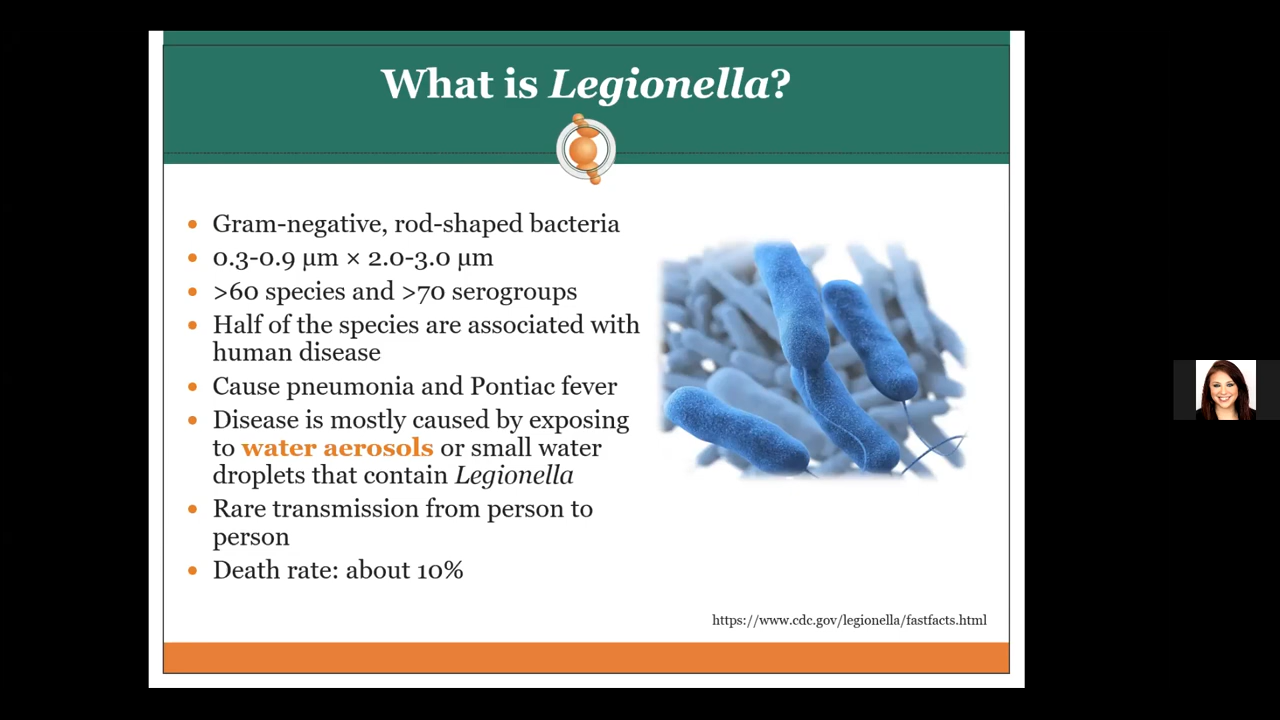 What is Legionella?
• Gram-negative, rod-shaped bacteria
• 0.3-0.9 µm × 2.0-3.0 µm
• >60 species and >70 serogroups
• Half of the species are associated with
human disease
• Cause pneumonia and Pontiac fever
• Disease is mostly caused by exposing
to water aerosols or small water
droplets that contain Legionella
• Rare transmission from person to
person
• Death rate: about 10%
https://www.cdc.gov/legionella/fastfacts.html